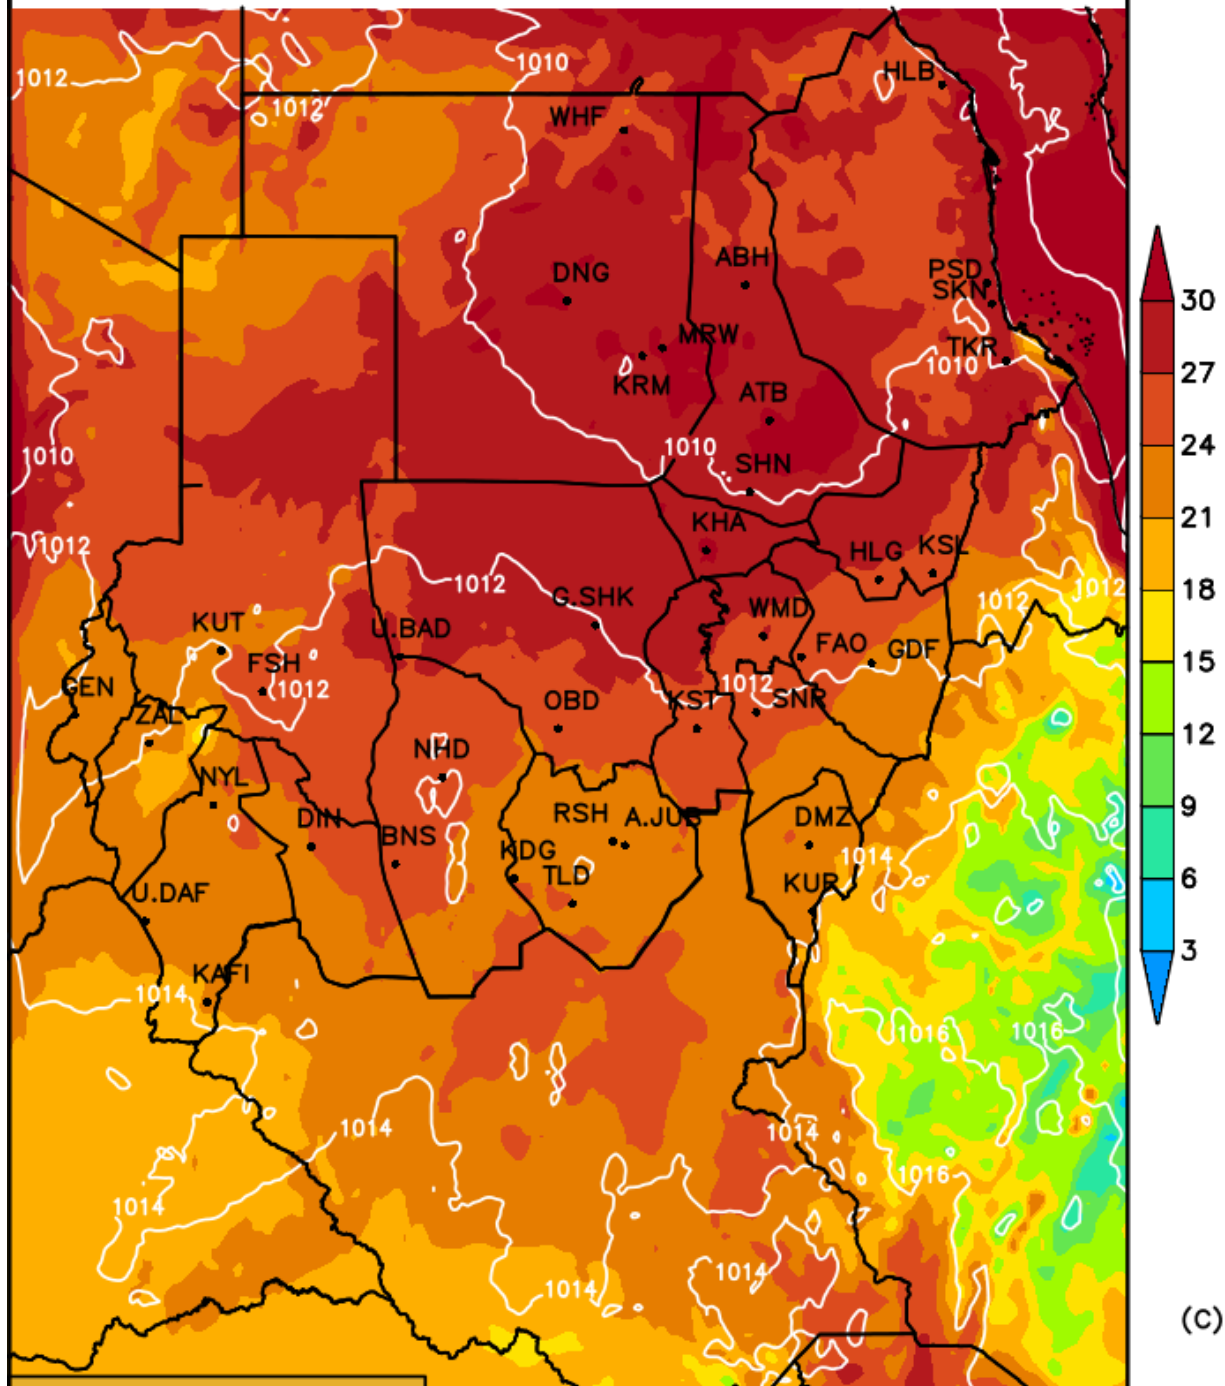 1010
HLB
1012
1012
WHF
ABH
PSD
DNG
SKN
30
MRW
TKR
1010
27
KRM
ATB
24
1010
1010
SHN
21
KHA
1012
HLG
KSL
1012
1012
18
1012
G.SHK
WMD
KUT
U.BAD
FAO
GDF
15
FSH
GEN
(1012
1012
OBD
KST
SNR
ZAL
12
NHD
NYL
9
RSH
A.JUB
DMZ
DIN
BNS
KDG
1014
TLD
6
KUR
U.DAF
3
KAFI
1014
1016
1016
1014
1014
1016
1014
1014
1014
(C)